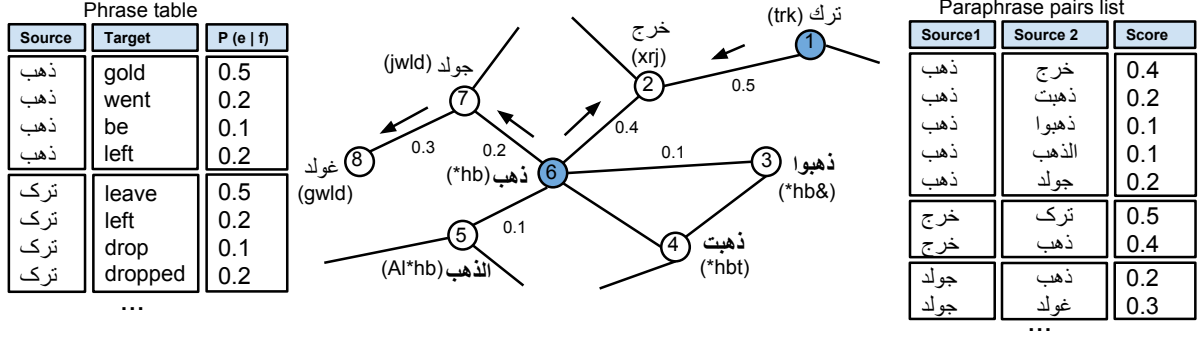 Phrase table
Source Target P (e | f)
ذهب gold 0.5
ذهب went 0.2
ذهب be 0.1
ذهب left 0.2
ترک leave 0.5
ترک left 0.2
ترک drop 0.1
ترک dropped 0.2
...
ترك
(trk)
1
خرج
(xrj)
2
0.5
جولد (jwld)
7
0.4
غولد
(gwld)
8
0.3
0.2
ذهب (*hb)
6
0.1
3
ذهبوا
(*hb&)
0.1
5
(Al*hb) الذهب
4
ذهبت
(*hbt)
Paraphrase pairs list
Source1 Source 2 Score
ذهب خرج 0.4
ذهب ذهبت 0.2
ذهب ذهبوا 0.1
ذهب الذهب 0.1
ذهب جولد 0.2
خرج ترک 0.5
خرج ذهب 0.4
جولد ذهب 0.2
جولد غولد 0.3
...